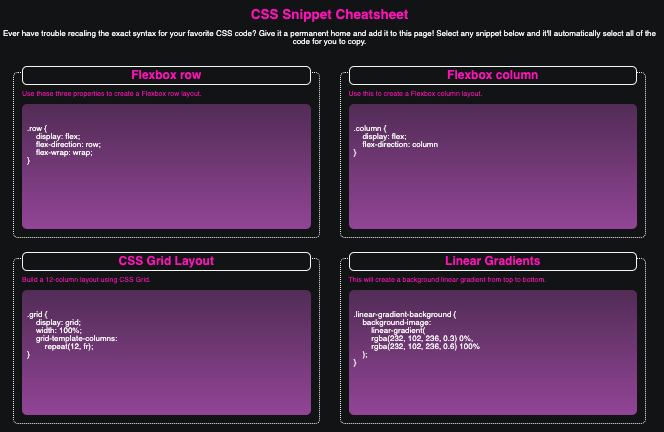 CSS Snippet Cheatsheet
Ever have trouble recaling the exact syntax for your favorite CSS code? Give it a permanent home and add it to this page! Select any snippet below and it'll automatically select all of the
code for you to copy.
Flexbox row
Use these three properties to create a Flexbox row layout.
.row {
display: flex;
flex-direction: row;
flex-wrap: wrap;
}
Flexbox column
Use this to create a Flexbox column layout.
.column {
display: flex;
flex-direction: column
}
CSS Grid Layout
Build a 12-column layout using CSS Grid.
.grid {
display: grid;
width: 100%;
grid-template-columns:
repeat(12, fr);
}
Linear Gradients
This will create a background linear gradient from top to bottom.
.linear-gradient-background {
background-image:
linear-gradient(
rgba(232, 102, 236, 0.3) 0%,
rgba(232, 102, 236, 0.6) 100%
);
}